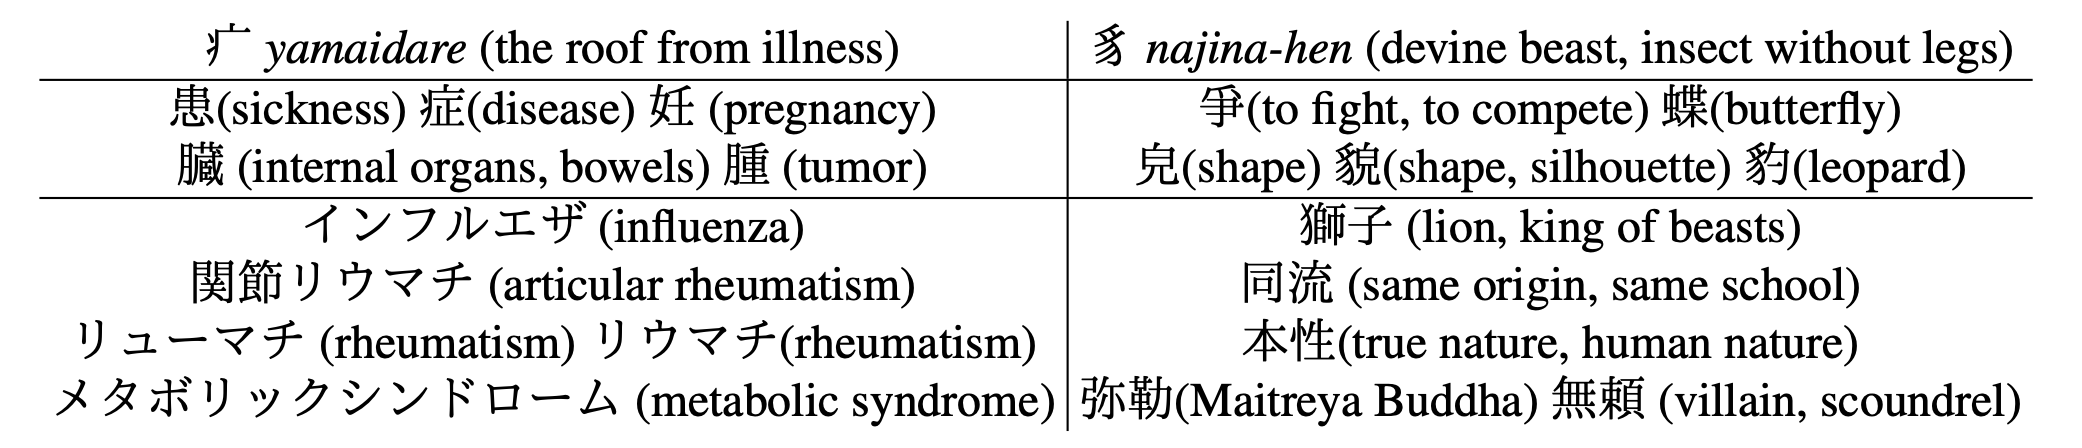 疒 yamaidare (the roof from illness)
豸 najina-hen (devine beast, insect without legs)
患(sickness) 症(disease) 妊 (pregnancy)
臓 (internal organs, bowels) 腫 (tumor)
爭(to fight, to compete) 蝶(butterfly)
皃(shape) 貌(shape, silhouette) 豹(leopard)
インフルエザ (influenza)
関節リウマチ (articular rheumatism)
リューマチ (rheumatism) リウマチ(rheumatism)
メタボリックシンドローム (metabolic syndrome)
獅子 (lion, king of beasts)
同流 (same origin, same school)
本性(true nature, human nature)
弥勒(Maitreya Buddha) 無頼 (villain, scoundrel)